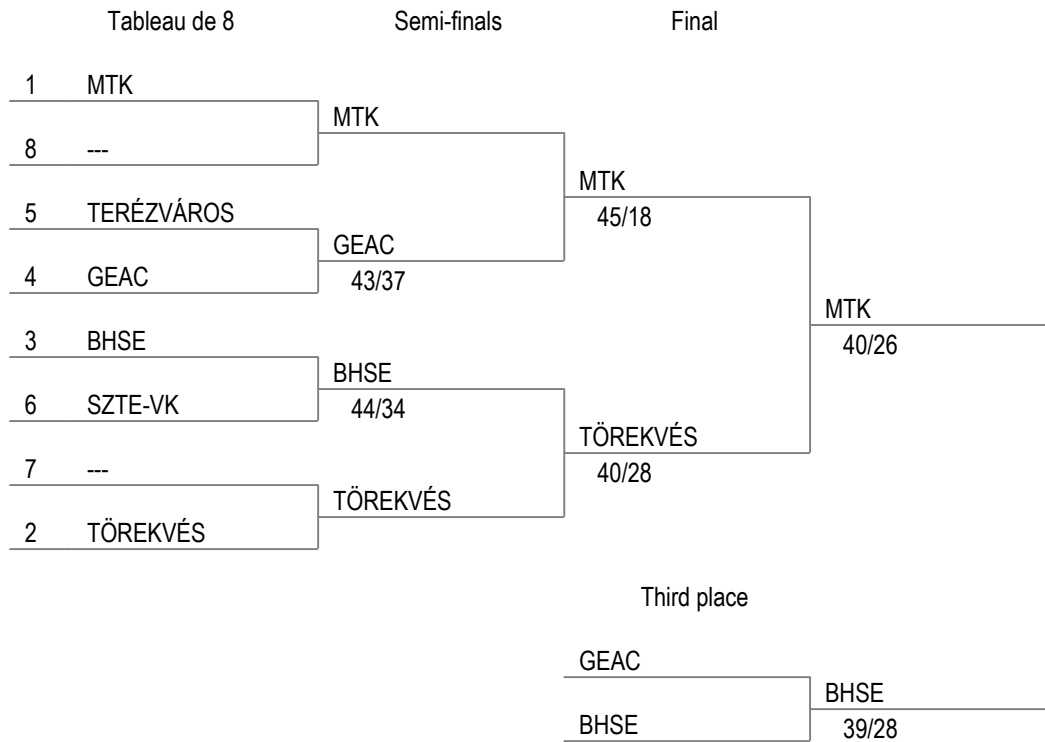 Tableau de 8 Semi-finals Final
1 MTK
MTK
8 ---
MTK
5 TERÉZVÁROS
45/18
GEAC
4 GEAC
43/37
MTK
3 BHSE
40/26
BHSE
6 SZTE-VK
44/34
TÖREKVÉS
7 ---
40/28
TÖREKVÉS
2 TÖREKVÉS
Third place
GEAC
BHSE
BHSE
39/28